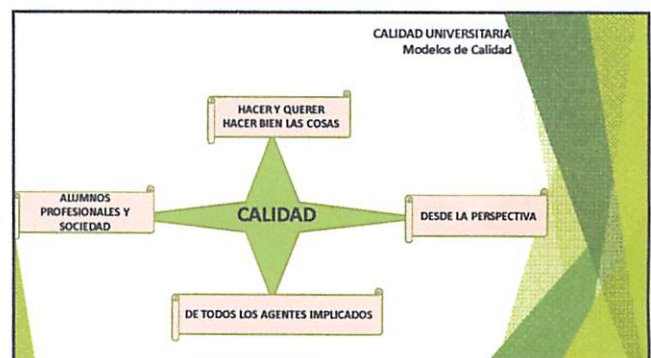 CALIDAD UNIVERSITARIA
Modelos de Calidad
HACER Y QUERER
HACER BIEN LAS COSAS
ALUMNOS
PROFESIONALES Y
SOCIEDAD
CALIDAD
DESDE LA PERSPECTIVA
DE TODOS LOS AGENTES IMPLICADOS